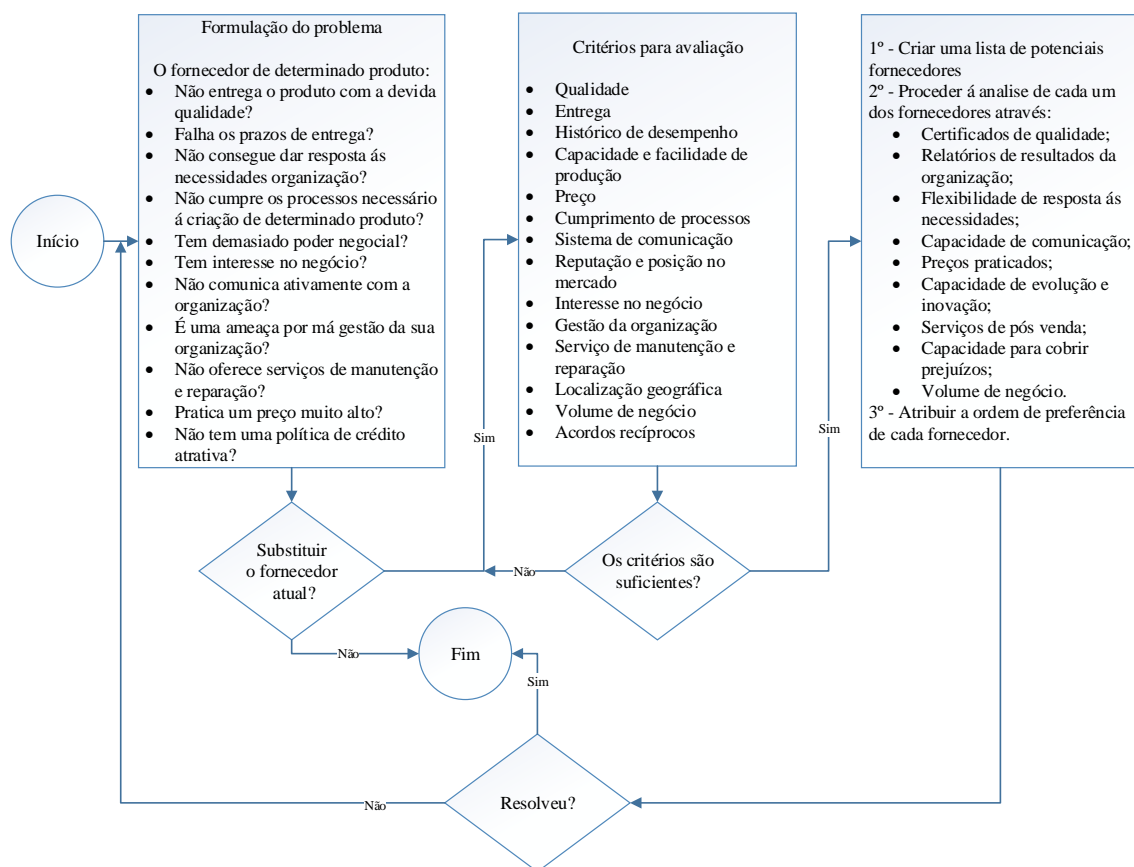 Início
Formulação do problema
O fornecedor de determinado produto:
• Não entrega o produto com a devida
qualidade?
• Falha os prazos de entrega?
• Não consegue dar resposta ás
necessidades organização?
• Não cumpre os processos necessário
á criação de determinado produto?
• Tem demasiado poder negocial?
• Tem interesse no negócio?
• Não comunica ativamente com a
organização?
• É uma ameaça por má gestão da sua
organização?
• Não oferece serviços de manutenção
e reparação?
• Pratica um preço muito alto?
• Não tem uma política de crédito
atrativa?
Substituir
o fornecedor
atual?
Sim
Não
Critérios para avaliação
• Qualidade
• Entrega
• Histórico de desempenho
• Capacidade e facilidade de
produção
• Preço
• Cumprimento de processos
• Sistema de comunicação
• Reputação e posição no
mercado
• Interesse no negócio
• Gestão da organização
• Serviço de manutenção e
reparação
• Localização geográfica
• Volume de negócio
• Acordos recíprocos
Os critérios são
suficientes?
Não
Sim
1º - Criar uma lista de potenciais
fornecedores
2º - Proceder á analise de cada um
dos fornecedores através:
• Certificados de qualidade;
• Relatórios de resultados da
organização;
• Flexibilidade de resposta ás
necessidades;
• Capacidade de comunicação;
• Preços praticados;
• Capacidade de evolução e
inovação;
• Serviços de pós venda;
• Capacidade para cobrir
prejuízos;
• Volume de negócio.
3º - Atribuir a ordem de preferência
de cada fornecedor.
Fim
Sim
Resolveu?
Não